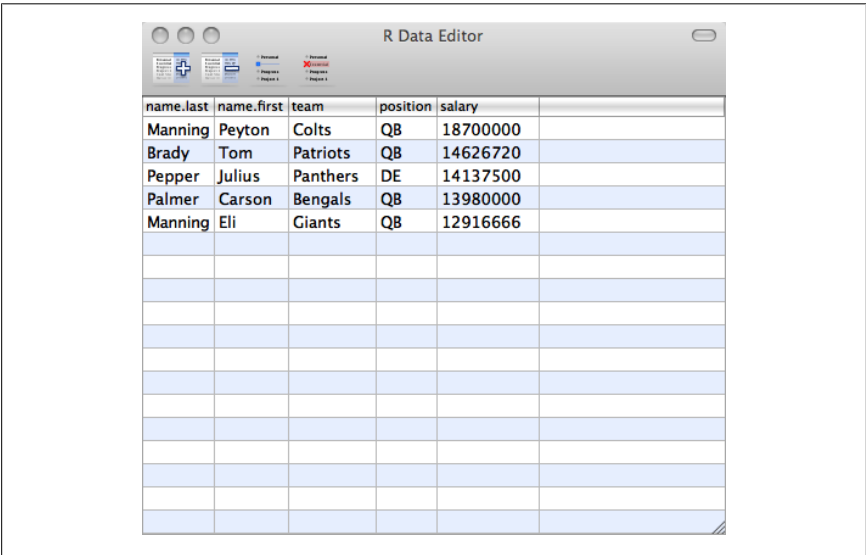 R Data Editor
name.last name.first team position salary
Manning Peyton Colts QB 18700000
Brady Tom Patriots QB 14626720
Pepper Julius Panthers DE 14137500
Palmer Carson Bengals QB 13980000
Manning Eli Giants QB 12916666